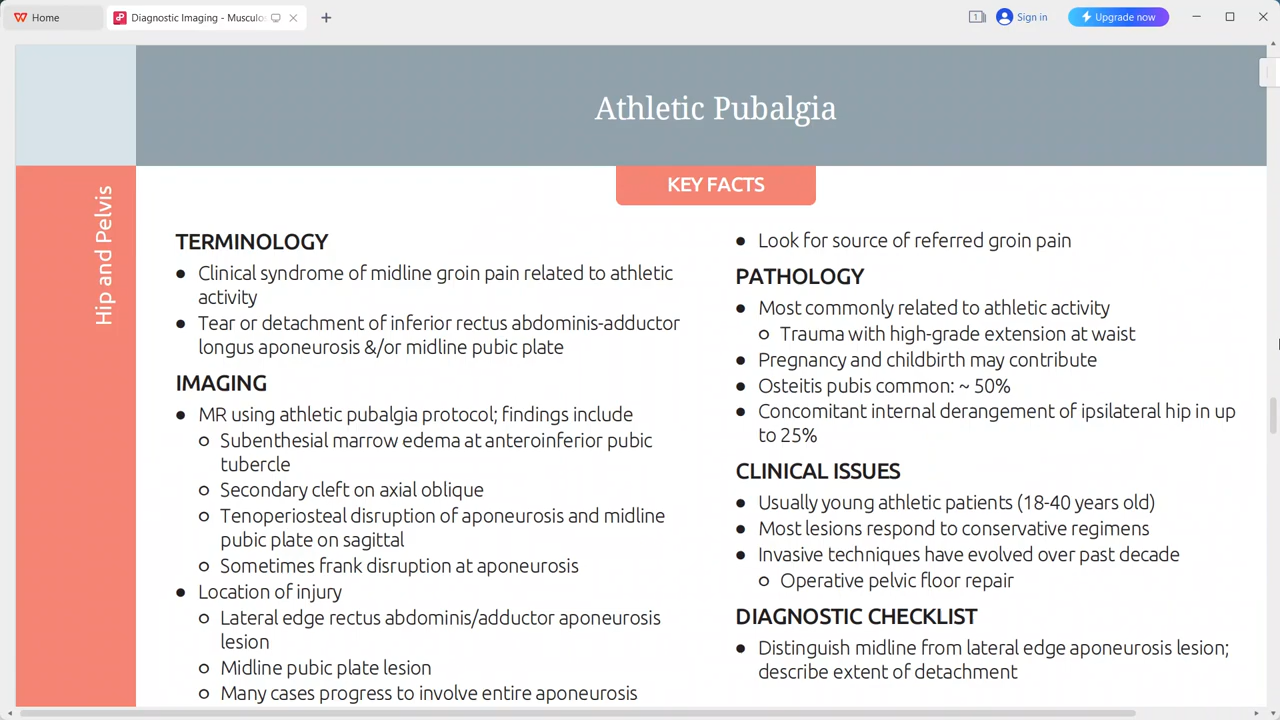 Home
Diagnostic Imaging - Musculos
1
Sign in
Upgrade now
Athletic Pubalgia
Hip and Pelvis
KEY FACTS
TERMINOLOGY
● Clinical syndrome of midline groin pain related to athletic
activity
● Tear or detachment of inferior rectus abdominis-adductor
longus aponeurosis &/or midline pubic plate
IMAGING
● MR using athletic pubalgia protocol; findings include
○ Subenthesial marrow edema at anteroinferior pubic
tubercle
○ Secondary cleft on axial oblique
○ Tenoperiosteal disruption of aponeurosis and midline
pubic plate on sagittal
○ Sometimes frank disruption at aponeurosis
● Location of injury
○ Lateral edge rectus abdominis/adductor aponeurosis
lesion
○ Midline pubic plate lesion
○ Many cases progress to involve entire aponeurosis
● Look for source of referred groin pain
PATHOLOGY
● Most commonly related to athletic activity
○ Trauma with high-grade extension at waist
● Pregnancy and childbirth may contribute
● Osteitis pubis common: ~ 50%
● Concomitant internal derangement of ipsilateral hip in up
to 25%
CLINICAL ISSUES
● Usually young athletic patients (18-40 years old)
● Most lesions respond to conservative regimens
● Invasive techniques have evolved over past decade
○ Operative pelvic floor repair
DIAGNOSTIC CHECKLIST
● Distinguish midline from lateral edge aponeurosis lesion;
describe extent of detachment